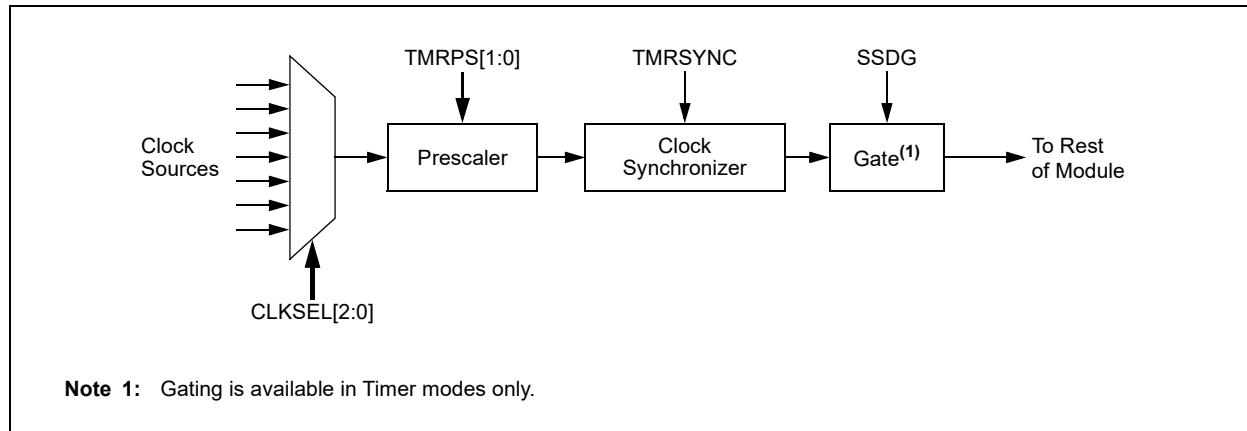 TMRPS[1:0]
TMRSYNC
SSDG
Clock
Sources
Prescaler
Clock
Synchronizer
Gate(1)
To Rest
of Module
CLKSEL[2:0]
Note 1: Gating is available in Timer modes only.